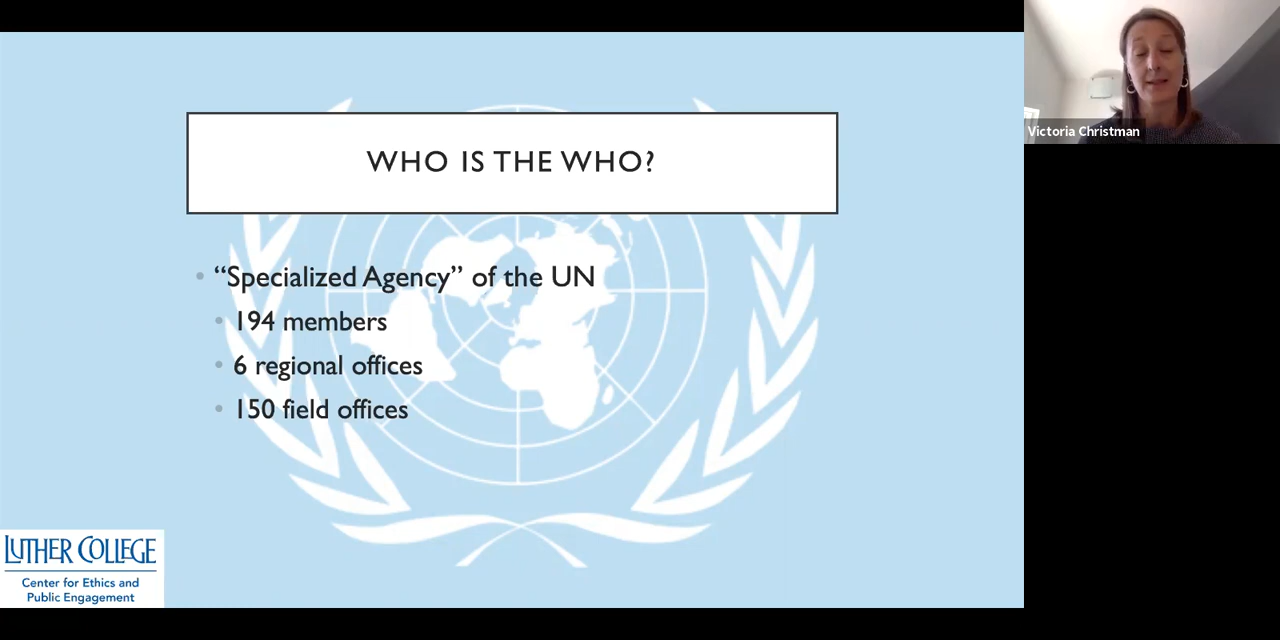 WHO IS THE WHO?
“Specialized Agency” of the UN
194 members
6 regional offices
150 field offices
LUTHER COLLEGE
Center for Ethics and
Public Engagement
Victoria Christman